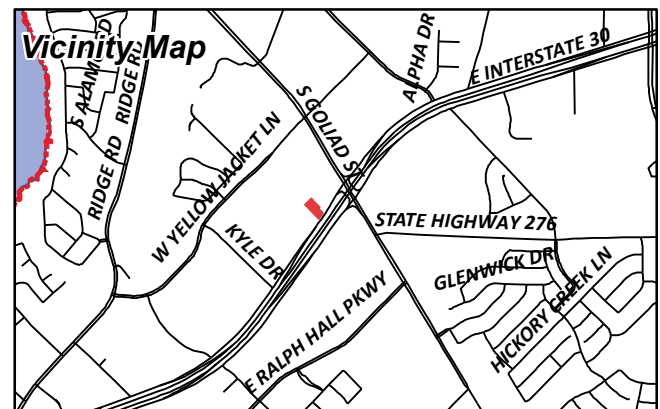 Vicinity Map
S ALAMO RD
RIDGE RD
RIDGE RD
W YELLOW JACKET LN
KYLE DR
S GOLIAD ST
ALPHA DR
E INTERSTATE 30
STATE HIGHWAY 276
GLENWICK DR
HICKORY CREEK LN
E RALPH HALL PKWY